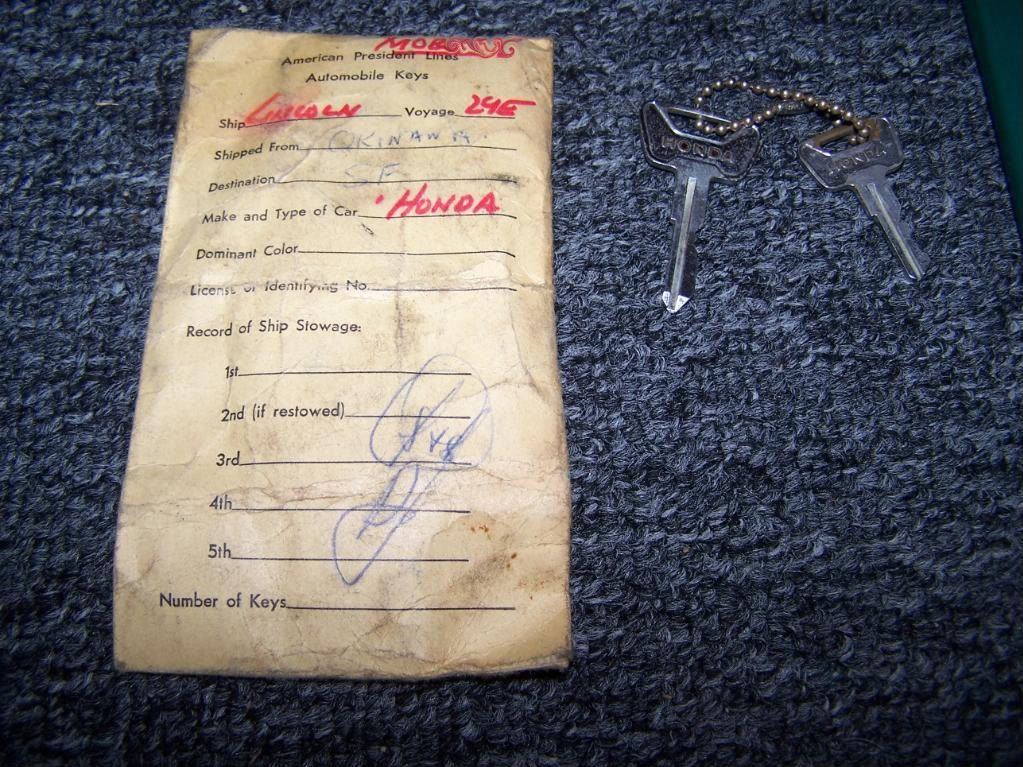 American President Lines
Automobile Keys
Ship LINCOLN Voyage 24E
Shipped From OKINAWA
Destination SF
Make and Type of Car HONDA
Dominant Color
License or Identifying No.
Record of Ship Stowage:
1st
2nd (if restowed)
3rd
4th
5th
Number of Keys
HONDA
HONDA